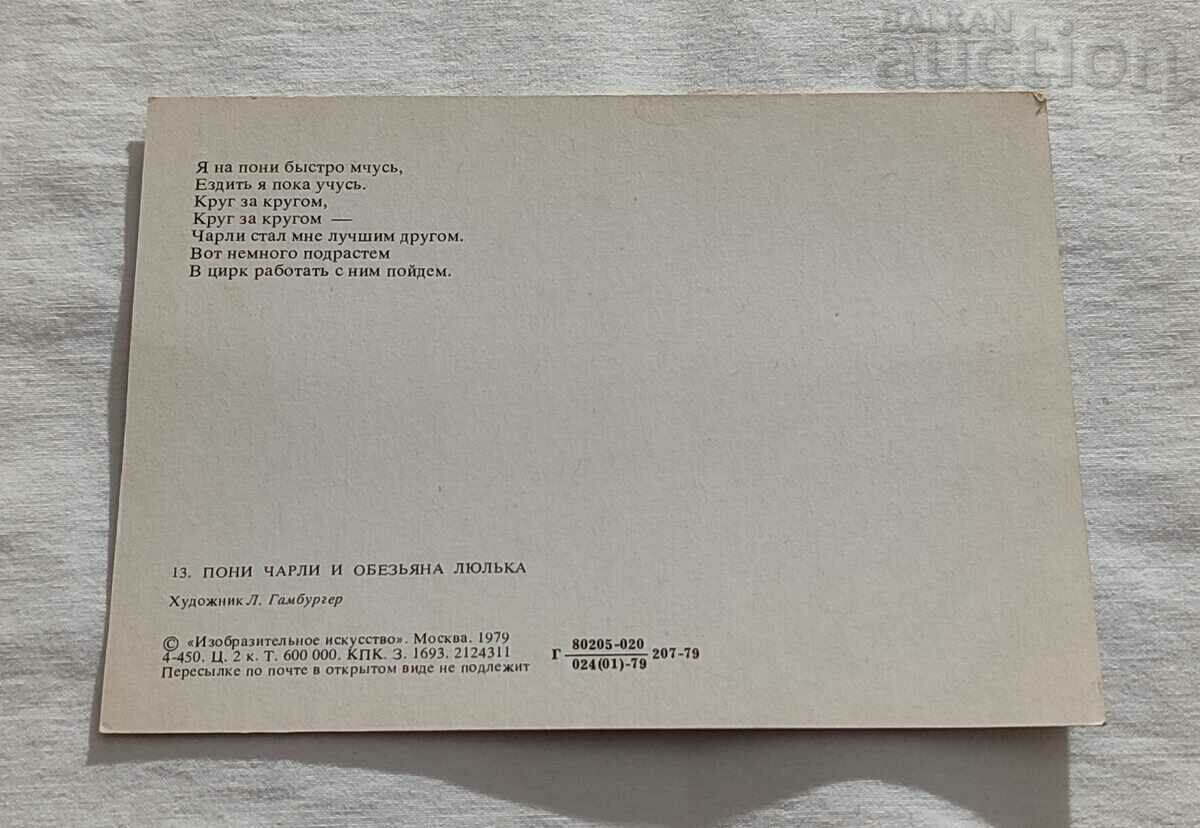 BALKAN
auction
Я на пони быстро мчусь,
Ездить я пока учусь.
Круг за кругом,
Круг за кругом —
Чарли стал мне лучшим другом.
Вот немного подрастем
В цирк работать с ним пойдем.
13. ПОНИ ЧАРЛИ И ОБЕЗЬЯНА ЛЮЛЬКА
Художник Л. Гамбургер
© «Изобразительное искусство». Москва. 1979
4-450. Ц. 2 к. Т. 600 000. КПК. З. 1693. 2124311
Пересылке по почте в открытом виде не подлежит
Г 80205-020 207-79
024(01)-79